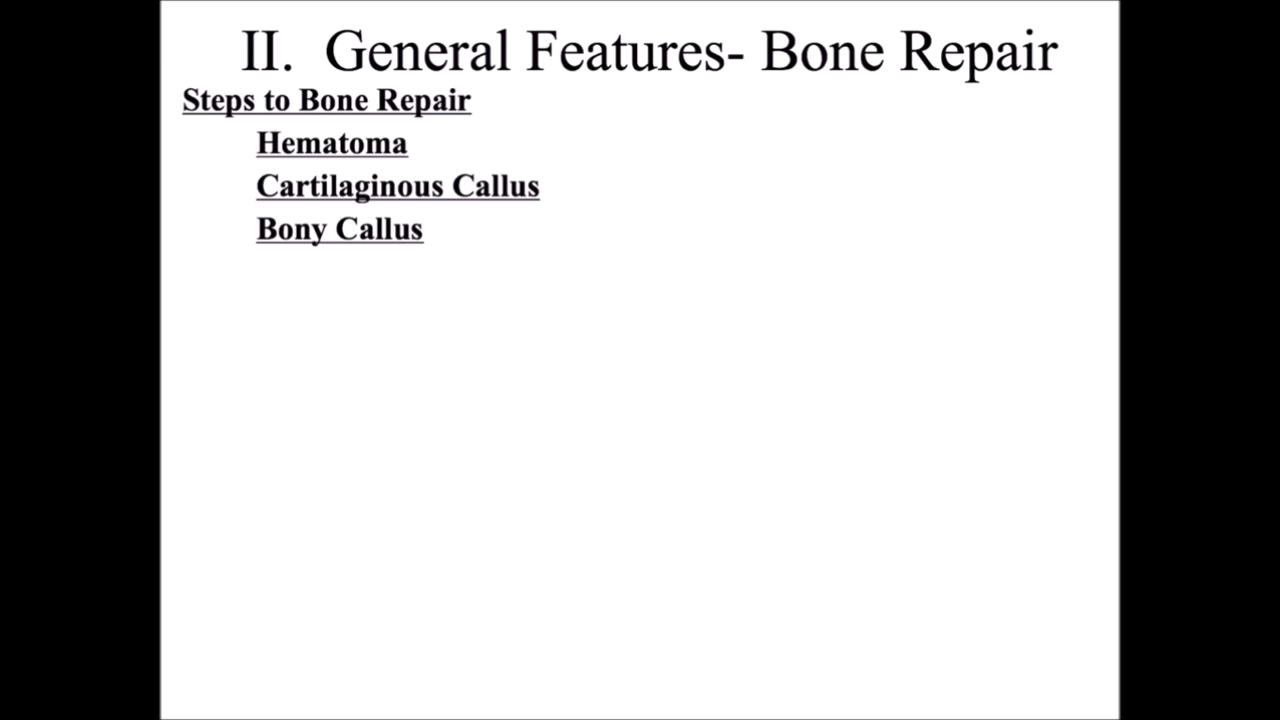 II. General Features- Bone Repair
Steps to Bone Repair
Hematoma
Cartilaginous Callus
Bony Callus